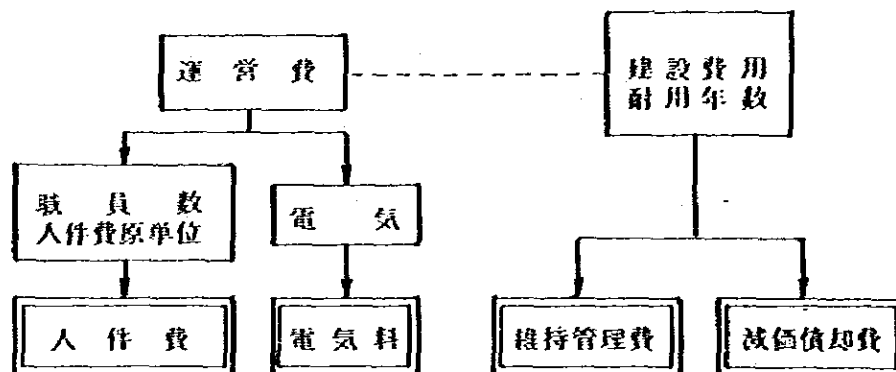 運営費
建設費用
耐用年数
職員数
人件費原単位
電気
人件費
電気料
維持管理費
減価償却費